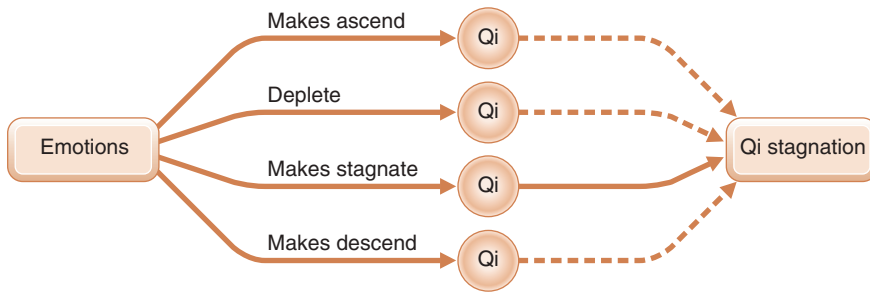 Makes ascend
Qi
Deplete
Qi
Emotions
Qi stagnation
Makes stagnate
Qi
Makes descend
Qi